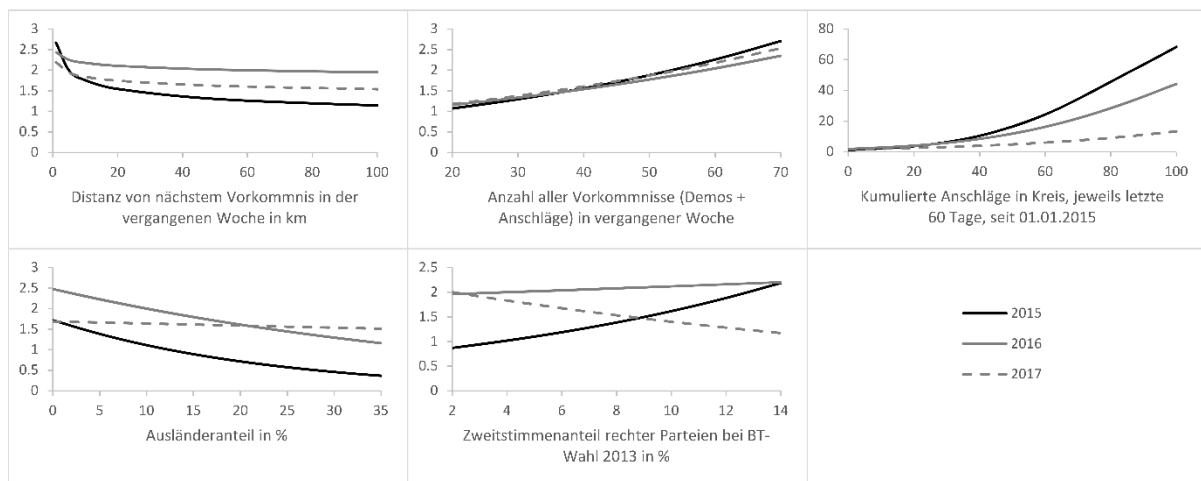 3
2.5
2
1.5
1
0.5
0
0 20 40 60 80 100
Distanz von nächstem Vorkommnis in der
vergangenen Woche in km
3
2.5
2
1.5
1
0.5
0
20 30 40 50 60 70
Anzahl aller Vorkommnisse (Demos +
Anschläge) in vergangener Woche
80
60
40
20
0
0 20 40 60 80 100
Kumulierte Anschläge in Kreis, jeweils letzte
60 Tage, seit 01.01.2015
3
2.5
2
1.5
1
0.5
0
0 5 10 15 20 25 30 35
Ausländeranteil in %
2.5
2
1.5
1
0.5
0
2 4 6 8 10 12 14
Zweitstimmenanteil rechter Parteien bei BT-
Wahl 2013 in %
2015
2016
2017